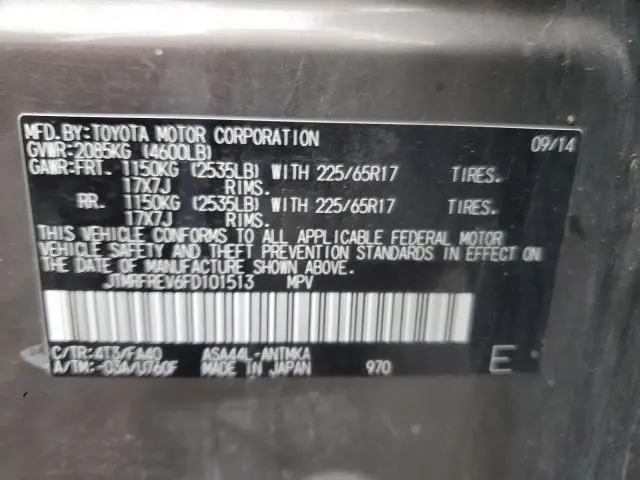 MFD.BY:TOYOTA MOTOR CORPORATION 09/14
GVWR:2085KG (4600LB)
GAWR:FRT. 1150KG (2535LB) WITH 225/65R17 TIRES.
17X7J RIMS.
RR. 1150KG (2535LB) WITH 225/65R17 TIRES.
17X7J RIMS.
THIS VEHICLE CONFORMS TO ALL APPLICABLE FEDERAL MOTOR
VEHICLE SAFETY AND THEFT PREVENTION STANDARDS IN EFFECT ON
THE DATE OF MANUFACTURE SHOWN ABOVE.
JTMRFREV6FD101513 MPV
C/TR:4T3/FA40 ASA44L-ANTMKA
A/TM:-03A/U760F MADE IN JAPAN 970 E